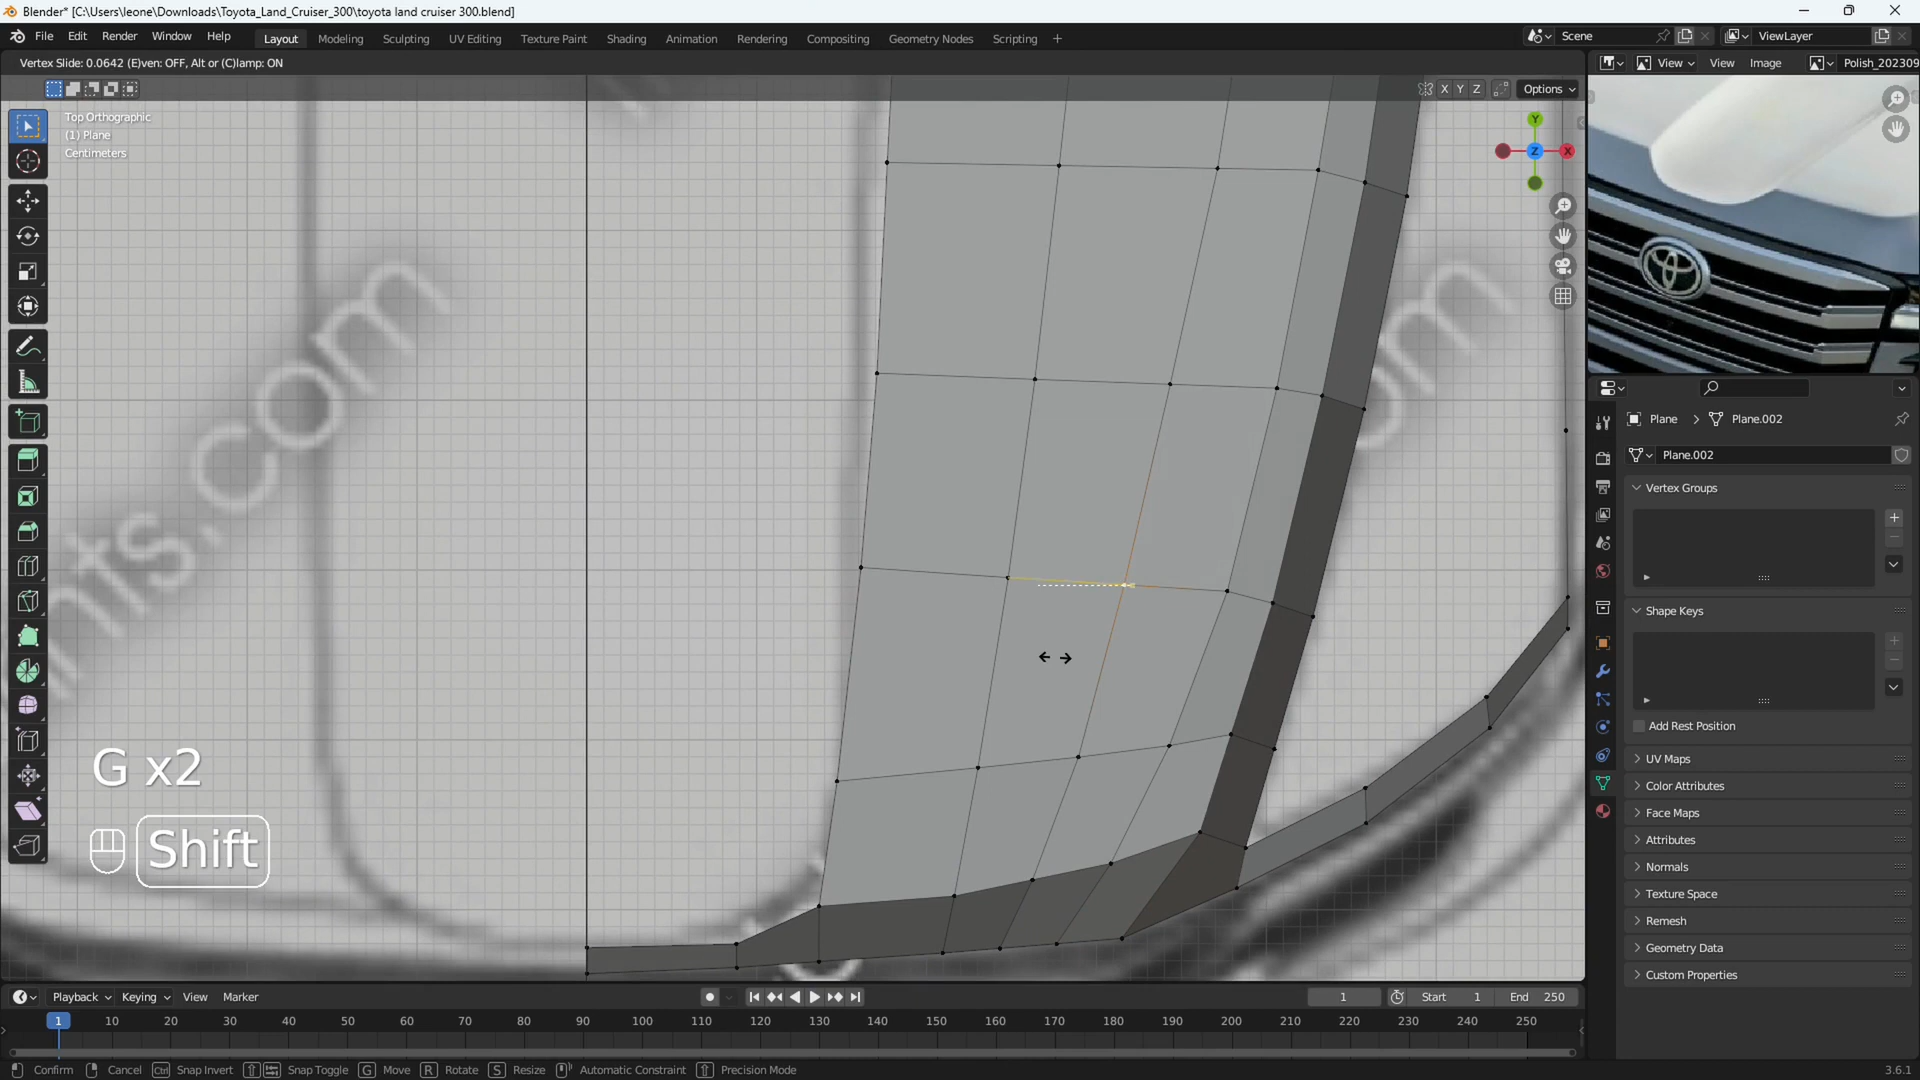 Blender* [C:\Users\leone\Downloads\Toyota_Land_Cruiser_300\toyota land cruiser 300.blend]
File Edit Render Window Help Layout Modeling Sculpting UV Editing Texture Paint Shading Animation Rendering Compositing Geometry Nodes Scripting +
Scene
ViewLayer
Vertex Slide: 0.0642 (E)ven: OFF, Alt or (C)lamp: ON
View View Image Polish_202309
X Y Z Options
Top Orthographic
(1) Plane
Centimeters
Y
Z X
nts.com
om
Plane > Plane.002
Plane.002
Vertex Groups
Shape Keys
Add Rest Position
UV Maps
Color Attributes
Face Maps
Attributes
Normals
Texture Space
Remesh
Geometry Data
Custom Properties
G x2
Shift
Playback Keying View Marker
1 Start 1 End 250
1 10 20 30 40 50 60 70 80 90 100 110 120 130 140 150 160 170 180 190 200 210 220 230 240 250
Confirm Cancel Ctrl Snap Invert Snap Toggle G Move R Rotate S Resize Automatic Constraint Precision Mode 3.6.1